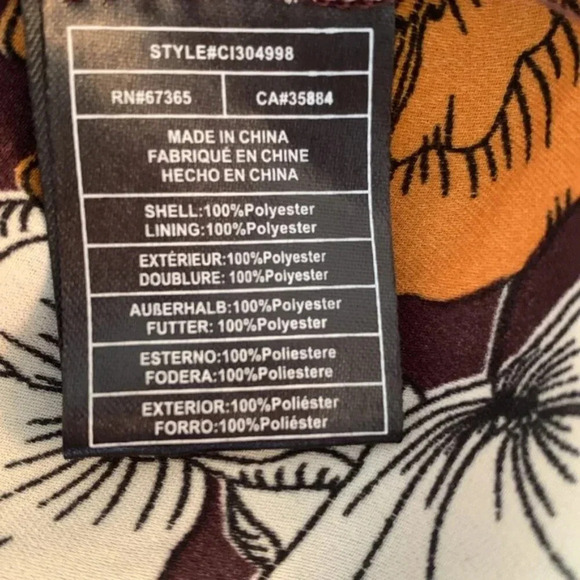 STYLE#CI304998
RN#67365 CA#35884
MADE IN CHINA
FABRIQUÉ EN CHINE
HECHO EN CHINA
SHELL:100%Polyester
LINING:100%Polyester
EXTÉRIEUR:100%Polyester
DOUBLURE:100%Polyester
AUßERHALB:100%Polyester
FUTTER:100%Polyester
ESTERNO:100%Poliestere
FODERA:100%Poliestere
EXTERIOR:100%Poliéster
FORRO:100%Poliéster